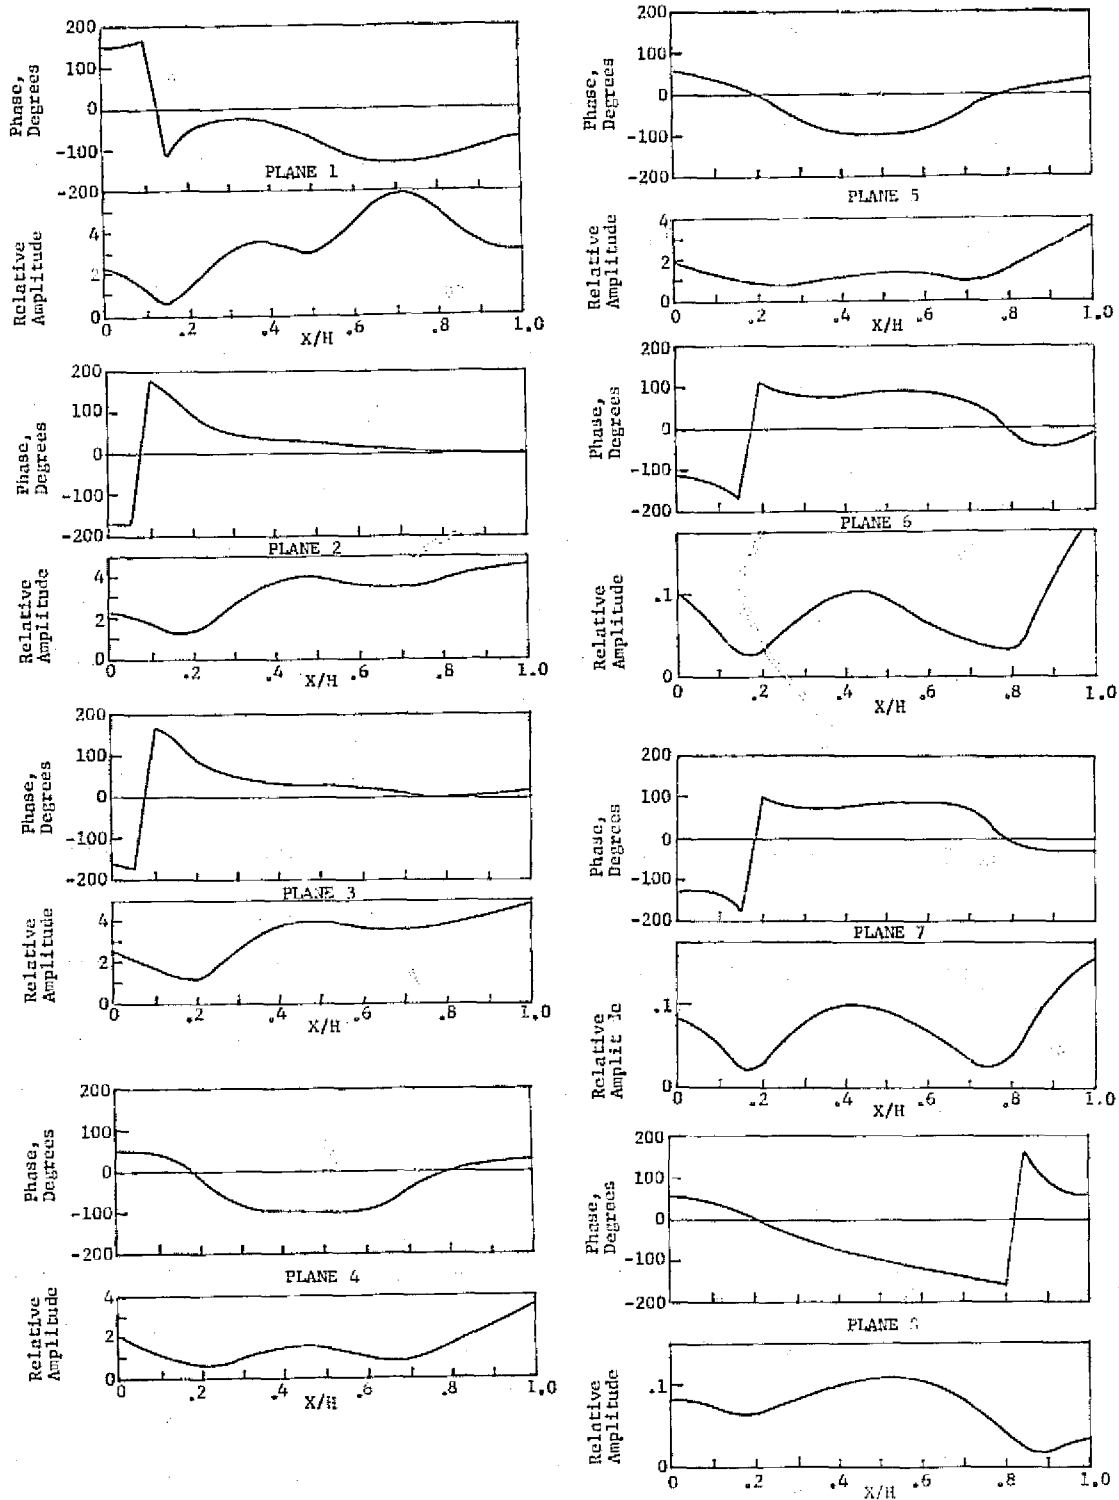 200
100
0
-100
-200
Phase,
Degrees
PLANE 1
4
2
0
Relative
Amplitude
0 .2 .4 .6 .8 1.0
X/H
200
100
0
-100
-200
Phase,
Degrees
PLANE 2
4
2
0
Relative
Amplitude
0 .2 .4 .6 .8 1.0
X/H
200
100
0
-100
-200
Phase,
Degrees
PLANE 3
4
2
0
Relative
Amplitude
0 .2 .4 .6 .8 1.0
X/H
200
100
0
-100
-200
Phase,
Degrees
PLANE 4
4
2
0
Relative
Amplitude
0 .2 .4 .6 .8 1.0
X/H
200
100
0
-100
-200
Phase,
Degrees
PLANE 5
4
2
0
Relative
Amplitude
0 .2 .4 .6 .8 1.0
X/H
200
100
0
-100
-200
Phase,
Degrees
PLANE 6
.1
0
Relative
Amplitude
0 .2 .4 .6 .8 1.0
X/H
200
100
0
-100
-200
Phase,
Degrees
PLANE 7
.1
0
Relative
Amplit de
0 .2 .4 .6 .8 1.0
X/H
200
100
0
-100
-200
Phase,
Degrees
PLANE
.1
0
Relative
Amplitude
0 .2 .4 .6 .8 1.0
X/H